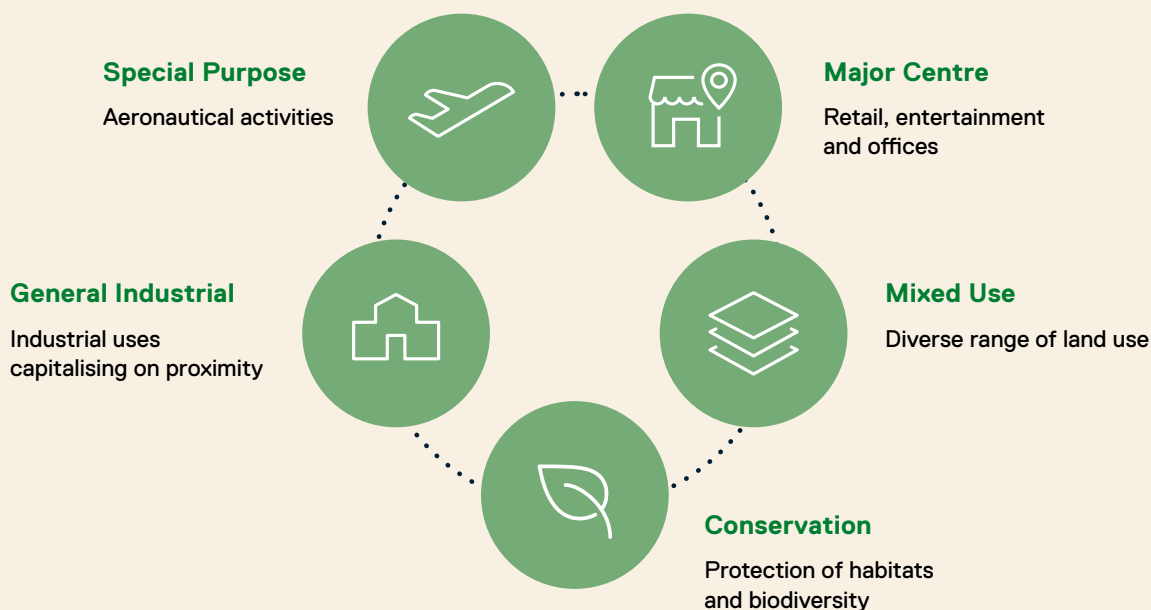 Special Purpose
Aeronautical activities
Major Centre
Retail, entertainment
and offices
General Industrial
Industrial uses
capitalising on proximity
Mixed Use
Diverse range of land use
Conservation
Protection of habitats
and biodiversity